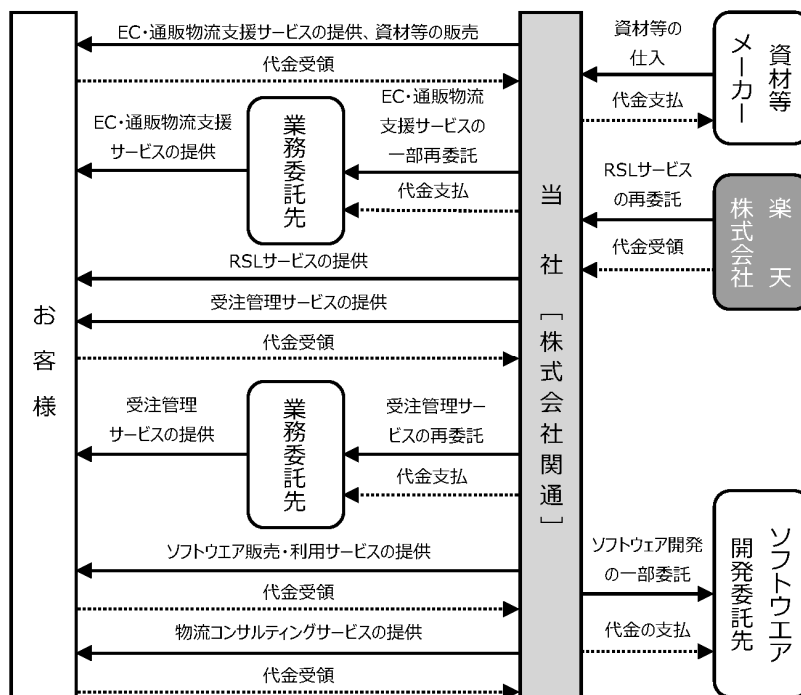 EC・通販物流支援サービスの提供、資材等の販売
代金受領
EC・通販物流支援
サービスの提供
業務委託先
EC・通販物流
支援サービスの
一部再委託
代金支払
RSLサービスの提供
受注管理サービスの提供
代金受領
受注管理
サービスの提供
業務委託先
受注管理サー
ビスの再委託
代金支払
ソフトウエア販売・利用サービスの提供
代金受領
物流コンサルティングサービスの提供
代金受領
お客様
当社[株式会社関通]
資材等の
仕入
代金支払
資材等
メーカー
RSLサービス
の再委託
代金受領
楽天
株式会社
ソフトウェア開発
の一部委託
代金の支払
ソフトウエア
開発委託先